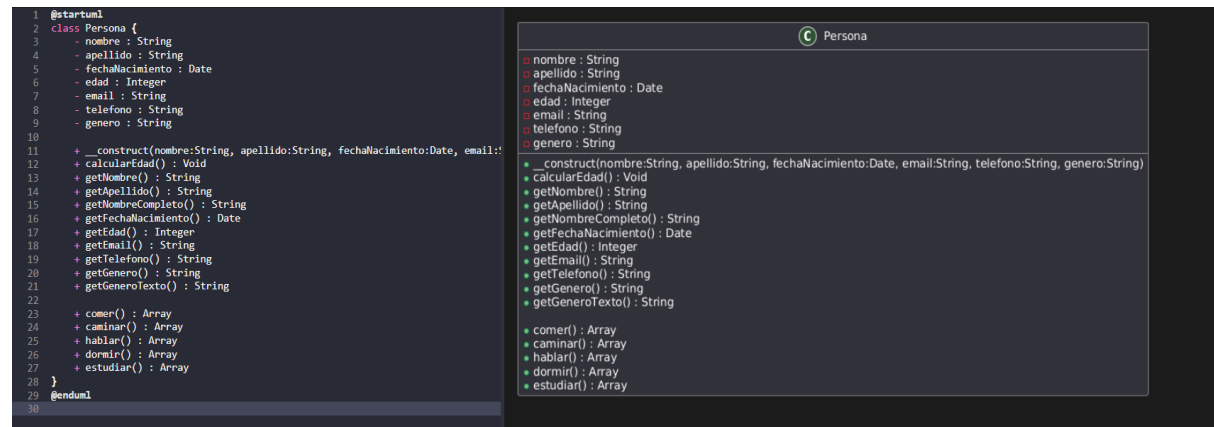 1 @startuml
2 class Persona {
3 - nombre : String
4 - apellido : String
5 - fechaNacimiento : Date
6 - edad : Integer
7 - email : String
8 - telefono : String
9 - genero : String
10
11 + __construct(nombre:String, apellido:String, fechaNacimiento:Date, email:
12 + calcularEdad() : Void
13 + getNombre() : String
14 + getApellido() : String
15 + getNombreCompleto() : String
16 + getFechaNacimiento() : Date
17 + getEdad() : Integer
18 + getEmail() : String
19 + getTelefono() : String
20 + getGenero() : String
21 + getGeneroTexto() : String
22
23 + comer() : Array
24 + caminar() : Array
25 + hablar() : Array
26 + dormir() : Array
27 + estudiar() : Array
28 }
29 @enduml
30
C Persona
nombre : String
apellido : String
fechaNacimiento : Date
edad : Integer
email : String
telefono : String
genero : String
__construct(nombre:String, apellido:String, fechaNacimiento:Date, email:String, telefono:String, genero:String)
calcularEdad() : Void
getNombre() : String
getApellido() : String
getNombreCompleto() : String
getFechaNacimiento() : Date
getEdad() : Integer
getEmail() : String
getTelefono() : String
getGenero() : String
getGeneroTexto() : String
comer() : Array
caminar() : Array
hablar() : Array
dormir() : Array
estudiar() : Array